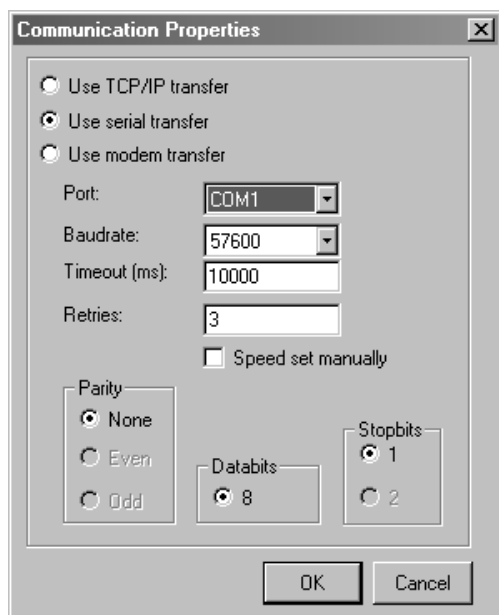 Communication Properties
Use TCP/IP transfer
Use serial transfer
Use modem transfer
Port: COM1
Baudrate: 57600
Timeout (ms): 10000
Retries: 3
Speed set manually
Parity
None
Even
Odd
Databits
8
Stopbits
1
2
OK Cancel